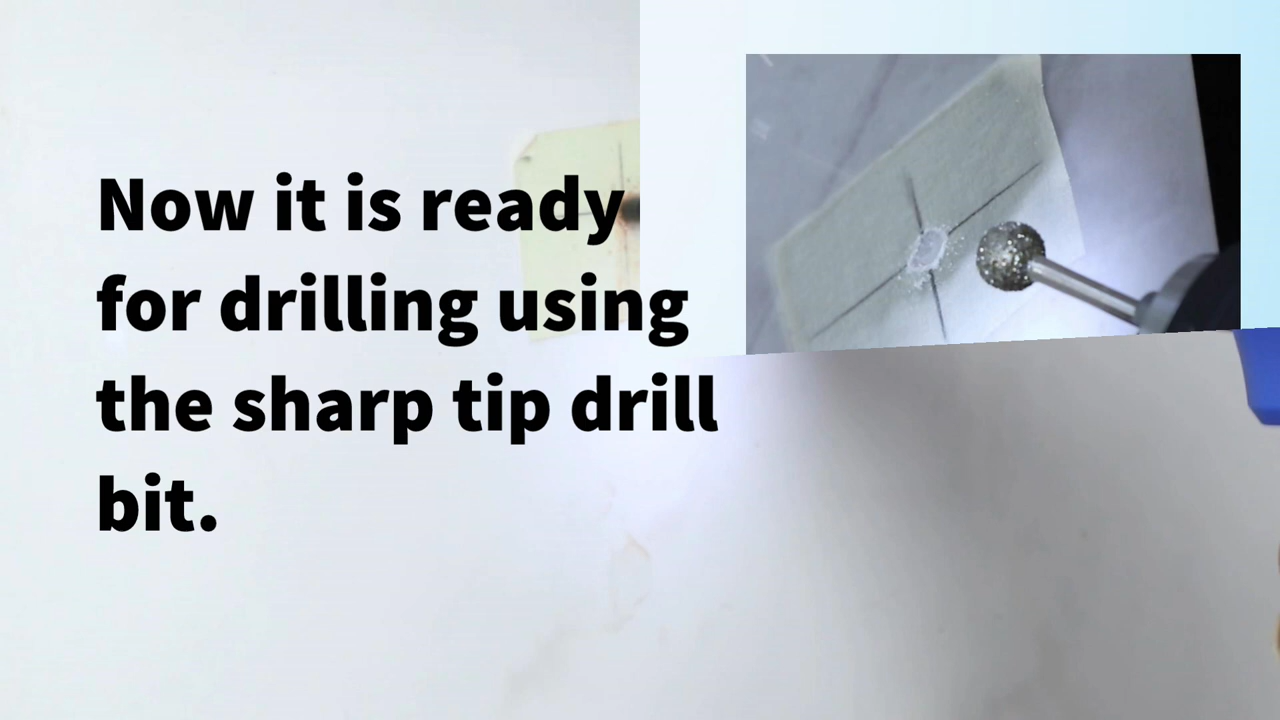 Now it is ready
for drilling using
the sharp tip drill
bit.